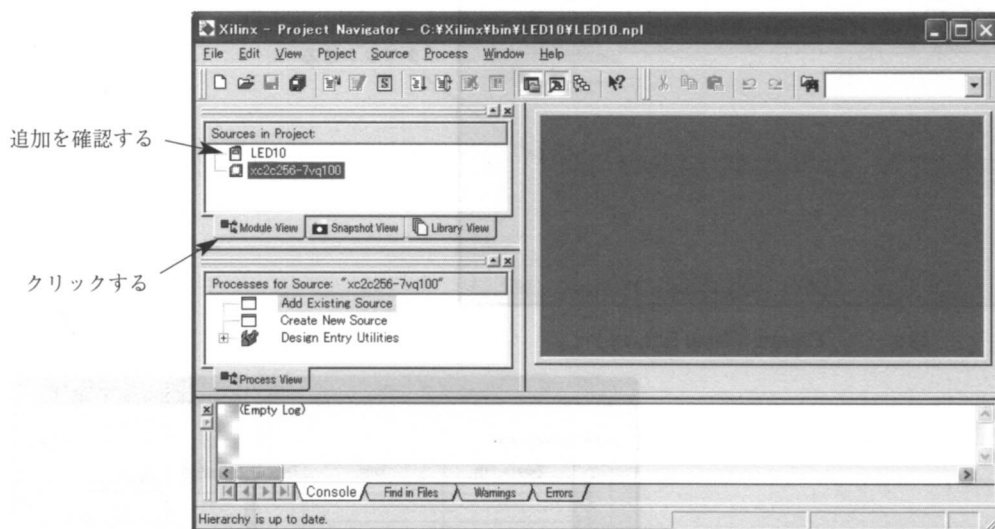 Xilinx - Project Navigator - C:¥Xilinx¥bin¥LED10¥LED10.npl
File Edit View Project Source Process Window Help
Sources in Project:
追加を確認する
LED10
xc2c256-7vq100
Module View Snapshot View Library View
クリックする
Processes for Source: "xc2c256-7vq100"
Add Existing Source
Create New Source
Design Entry Utilities
Process View
(Empty Log)
Console Find in Files Warnings Errors
Hierarchy is up to date.